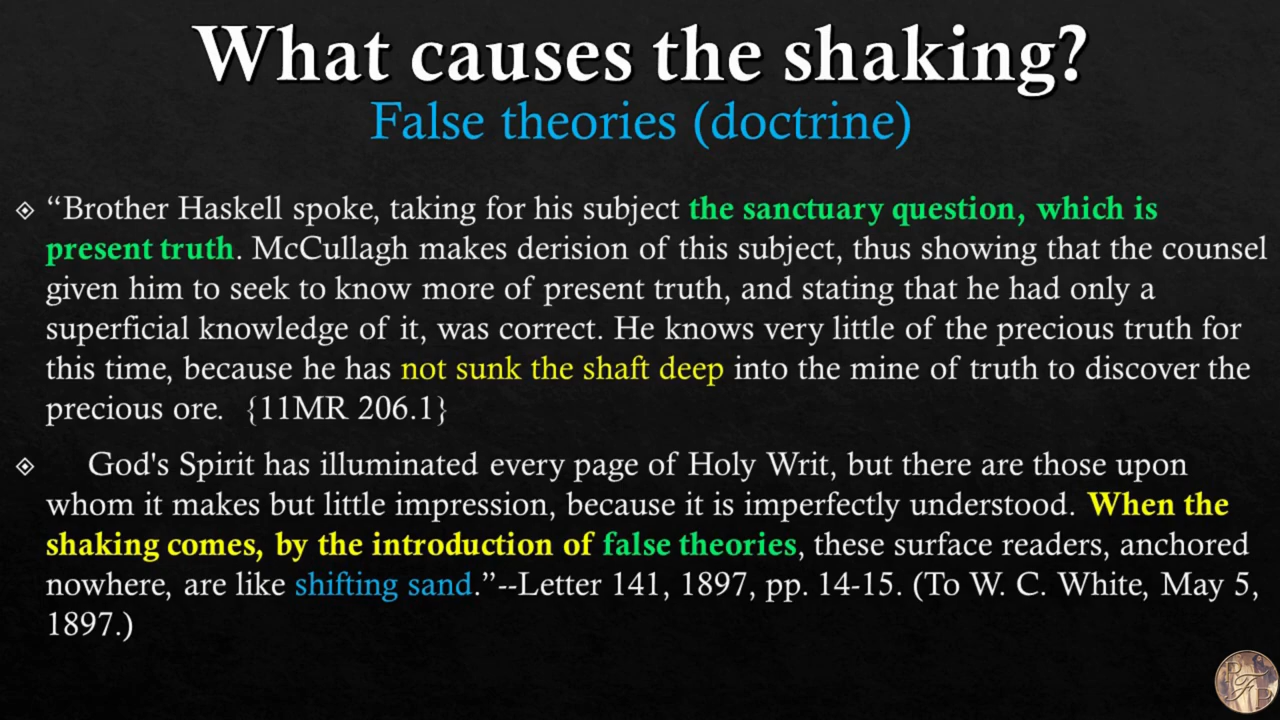 What causes the shaking?
False theories (doctrine)
“Brother Haskell spoke, taking for his subject the sanctuary question, which is
present truth. McCullagh makes derision of this subject, thus showing that the counsel
given him to seek to know more of present truth, and stating that he had only a
superficial knowledge of it, was correct. He knows very little of the precious truth for
this time, because he has not sunk the shaft deep into the mine of truth to discover the
precious ore. {11MR 206.1}
God's Spirit has illuminated every page of Holy Writ, but there are those upon
whom it makes but little impression, because it is imperfectly understood. When the
shaking comes, by the introduction of false theories, these surface readers, anchored
nowhere, are like shifting sand.”--Letter 141, 1897, pp. 14-15. (To W. C. White, May 5,
1897.)